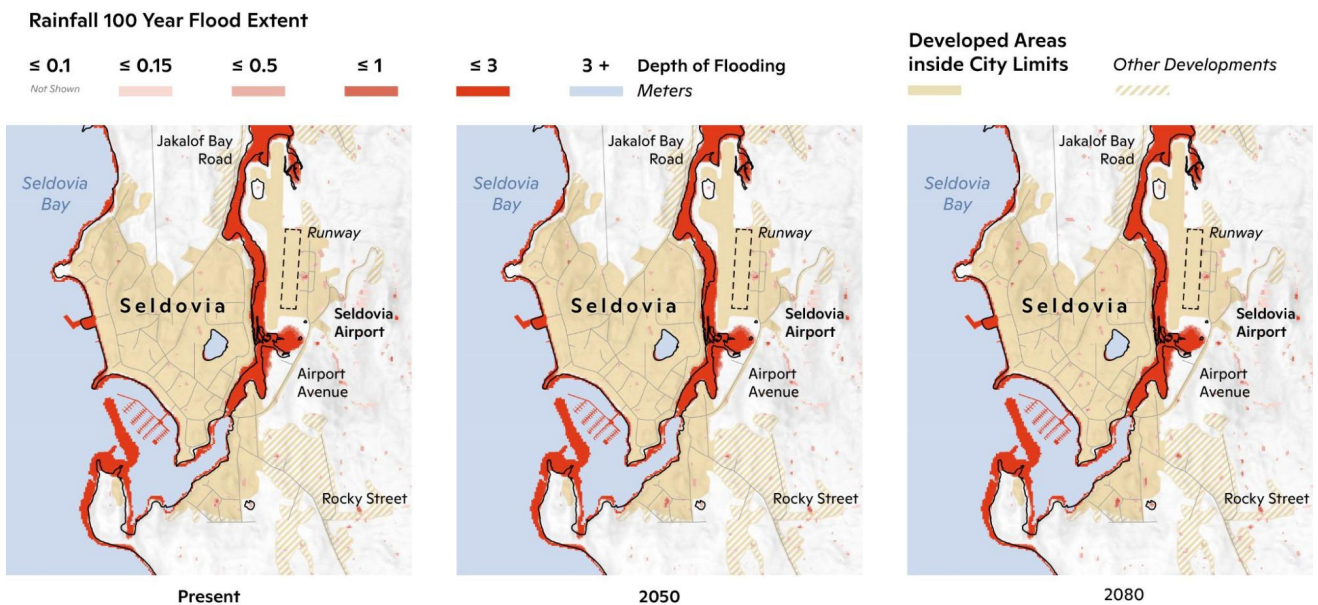 Rainfall 100 Year Flood Extent
≤ 0.1 ≤ 0.15 ≤ 0.5 ≤ 1 ≤ 3 3 + Depth of Flooding
Not Shown Meters
Developed Areas
inside City Limits
Other Developments
Jakalof Bay
Road
Seldovia
Bay
Runway
Seldovia
Seldovia
Airport
Airport
Avenue
Rocky Street
Present
Jakalof Bay
Road
Seldovia
Bay
Runway
Seldovia
Seldovia
Airport
Airport
Avenue
Rocky Street
2050
Jakalof Bay
Road
Seldovia
Bay
Runway
Seldovia
Seldovia
Airport
Airport
Avenue
Rocky Street
2080